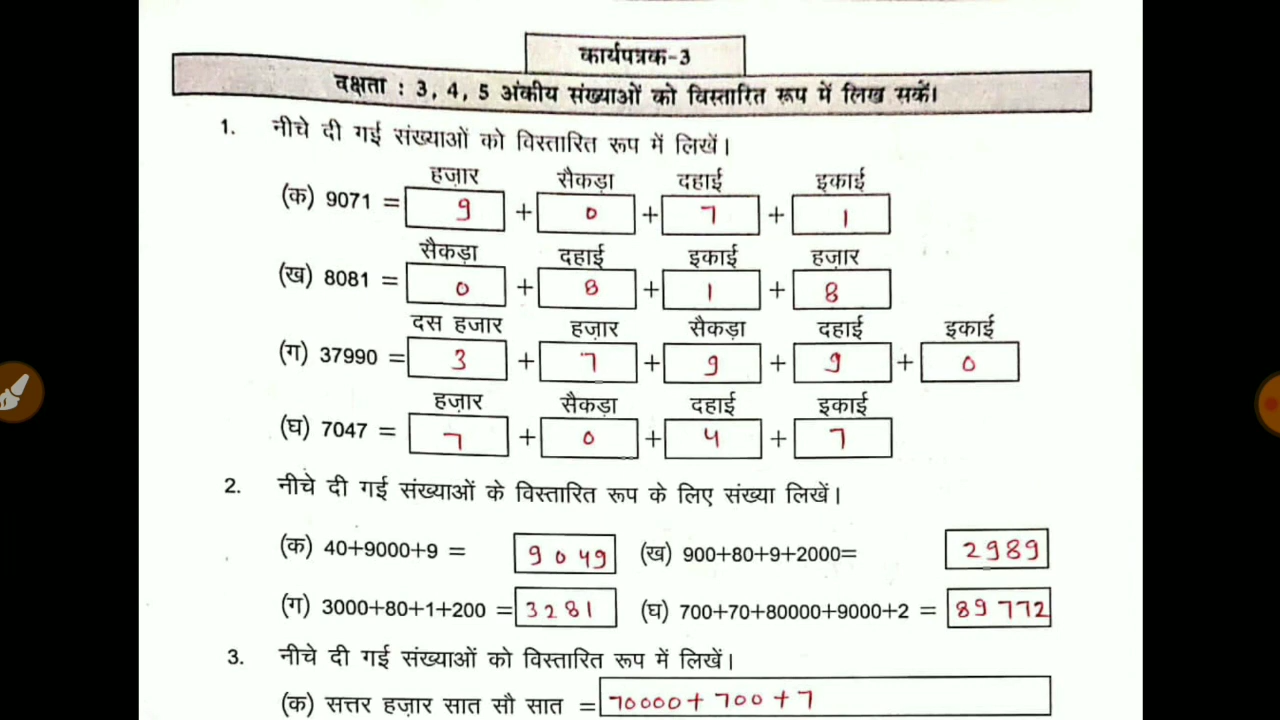 कार्यपत्रक-3
दक्षता : 3, 4, 5 अंकीय संख्याओं को विस्तारित रूप में लिख सकें।
1. नीचे दी गई संख्याओं को विस्तारित रूप में लिखें।
हज़ार सैकड़ा दहाई इकाई
(क) 9071 = 9 + 0 + 7 + 1
सैकड़ा दहाई इकाई हज़ार
(ख) 8081 = 0 + 8 + 1 + 8
दस हजार हज़ार सैकड़ा दहाई इकाई
(ग) 37990 = 3 + 7 + 9 + 9 + 0
हज़ार सैकड़ा दहाई इकाई
(घ) 7047 = 7 + 0 + 4 + 7
2. नीचे दी गई संख्याओं के विस्तारित रूप के लिए संख्या लिखें।
(क) 40+9000+9 = 9049 (ख) 900+80+9+2000= 2989
(ग) 3000+80+1+200 = 3281 (घ) 700+70+80000+9000+2 = 89772
3. नीचे दी गई संख्याओं को विस्तारित रूप में लिखें।
(क) सत्तर हज़ार सात सौ सात = 70000+ 700 + 7